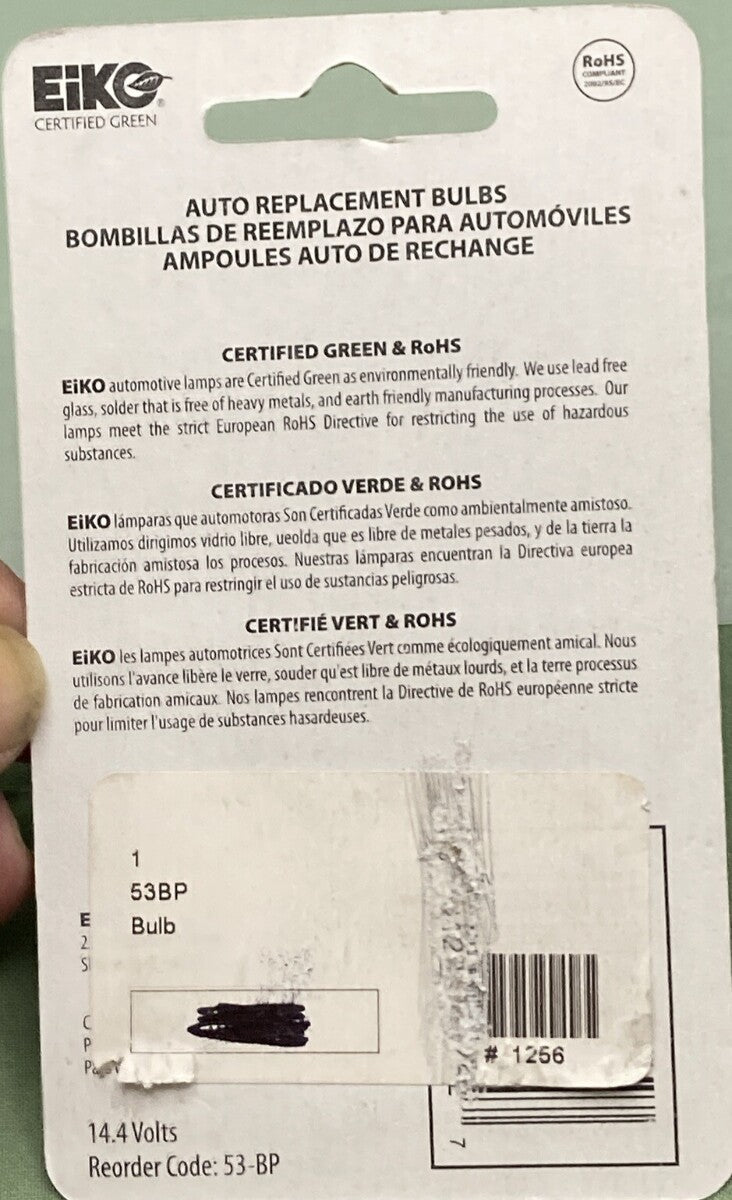 EiKO®
CERTIFIED GREEN
RoHS
COMPLIANT
2002/95/EC
AUTO REPLACEMENT BULBS
BOMBILLAS DE REEMPLAZO PARA AUTOMÓVILES
AMPOULES AUTO DE RECHANGE
CERTIFIED GREEN & RoHS
EiKO automotive lamps are Certified Green as environmentally friendly. We use lead free
glass, solder that is free of heavy metals, and earth friendly manufacturing processes. Our
lamps meet the strict European RoHS Directive for restricting the use of hazardous
substances.
CERTIFICADO VERDE & ROHS
EiKO lámparas que automotoras Son Certificadas Verde como ambientalmente amistoso.
Utilizamos dirigimos vidrio libre, ueolda que es libre de metales pesados, y de la tierra la
fabricación amistosa los procesos. Nuestras lámparas encuentran la Directiva europea
estricta de RoHS para restringir el uso de sustancias peligrosas.
CERTIFIÉ VERT & ROHS
EiKO les lampes automotrices Sont Certifiées Vert comme écologiquement amical. Nous
utilisons l'avance libère le verre, souder qu'est libre de métaux lourds, et la terre processus
de fabrication amicaux. Nos lampes rencontrent la Directive de RoHS européenne stricte
pour limiter l'usage de substances hasardeuses.
1
53BP
Bulb
# 1256
7
14.4 Volts
Reorder Code: 53-BP